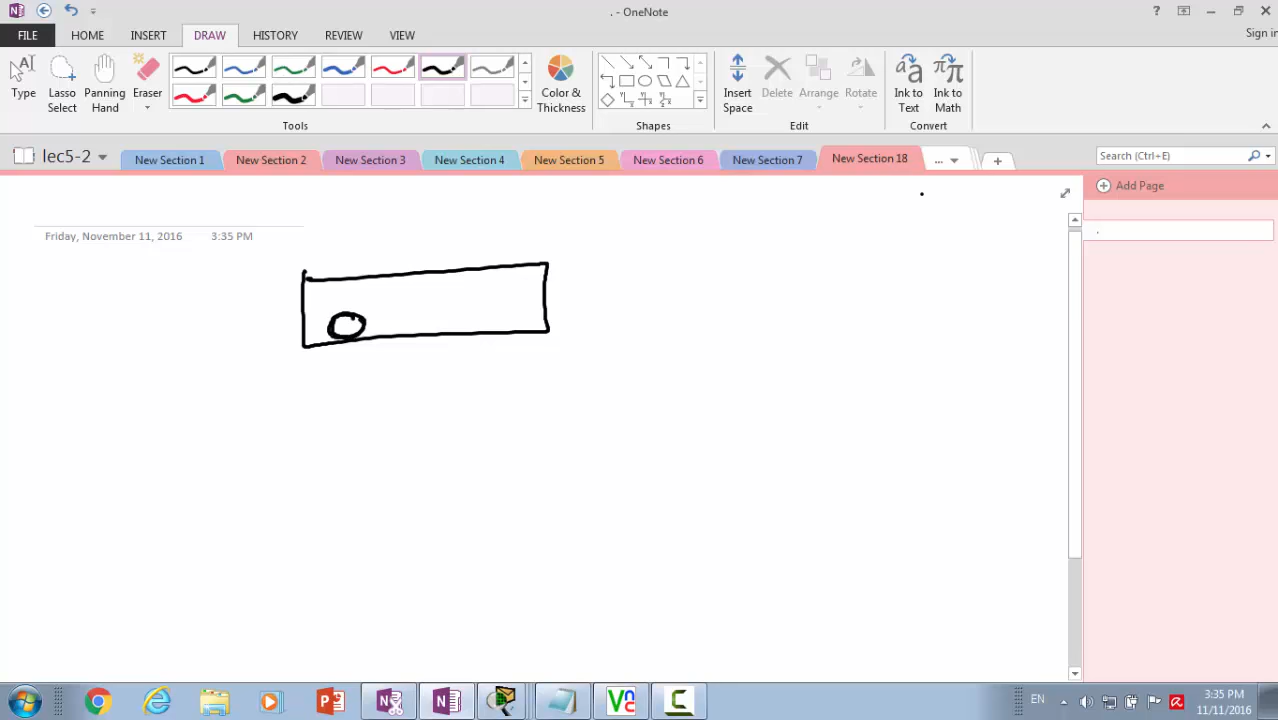 . - OneNote
?
FILE HOME INSERT DRAW HISTORY REVIEW VIEW
Sign in
Type
Lasso
Select
Panning
Hand
Eraser
Color &
Thickness
Insert
Space
Delete
Arrange
Rotate
Ink to
Text
Ink to
Math
Tools
Shapes
Edit
Convert
lec5-2
New Section 1 New Section 2 New Section 3 New Section 4 New Section 5 New Section 6 New Section 7 New Section 18 ... +
Search (Ctrl+E)
Add Page
.
Friday, November 11, 2016 3:35 PM
EN
3:35 PM
11/11/2016